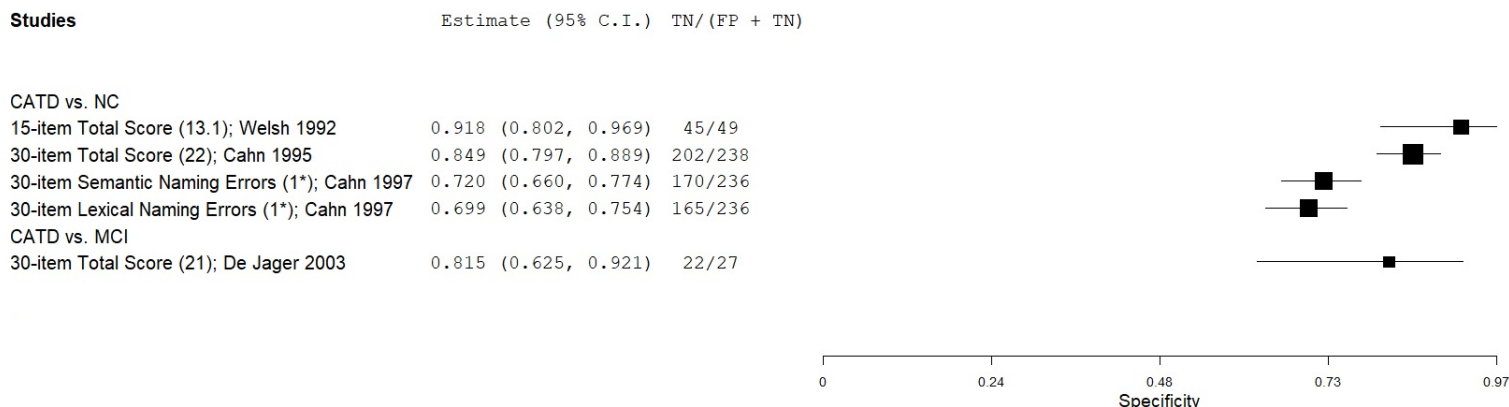 Studies Estimate (95% C.I.) TN/(FP + TN)
CATD vs. NC
15-item Total Score (13.1); Welsh 1992 0.918 (0.802, 0.969) 45/49
30-item Total Score (22); Cahn 1995 0.849 (0.797, 0.889) 202/238
30-item Semantic Naming Errors (1*); Cahn 1997 0.720 (0.660, 0.774) 170/236
30-item Lexical Naming Errors (1*); Cahn 1997 0.699 (0.638, 0.754) 165/236
CATD vs. MCI
30-item Total Score (21); De Jager 2003 0.815 (0.625, 0.921) 22/27
0 0.24 0.48 0.73 0.97
Specificity